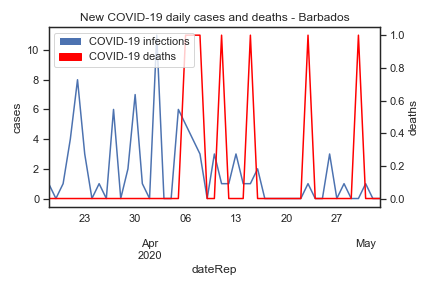 New COVID-19 daily cases and deaths - Barbados
COVID-19 infections
COVID-19 deaths
cases
10
8
6
4
2
0
deaths
1.0
0.8
0.6
0.4
0.2
0.0
23 30 06 13 20 27
Apr May
2020
dateRep